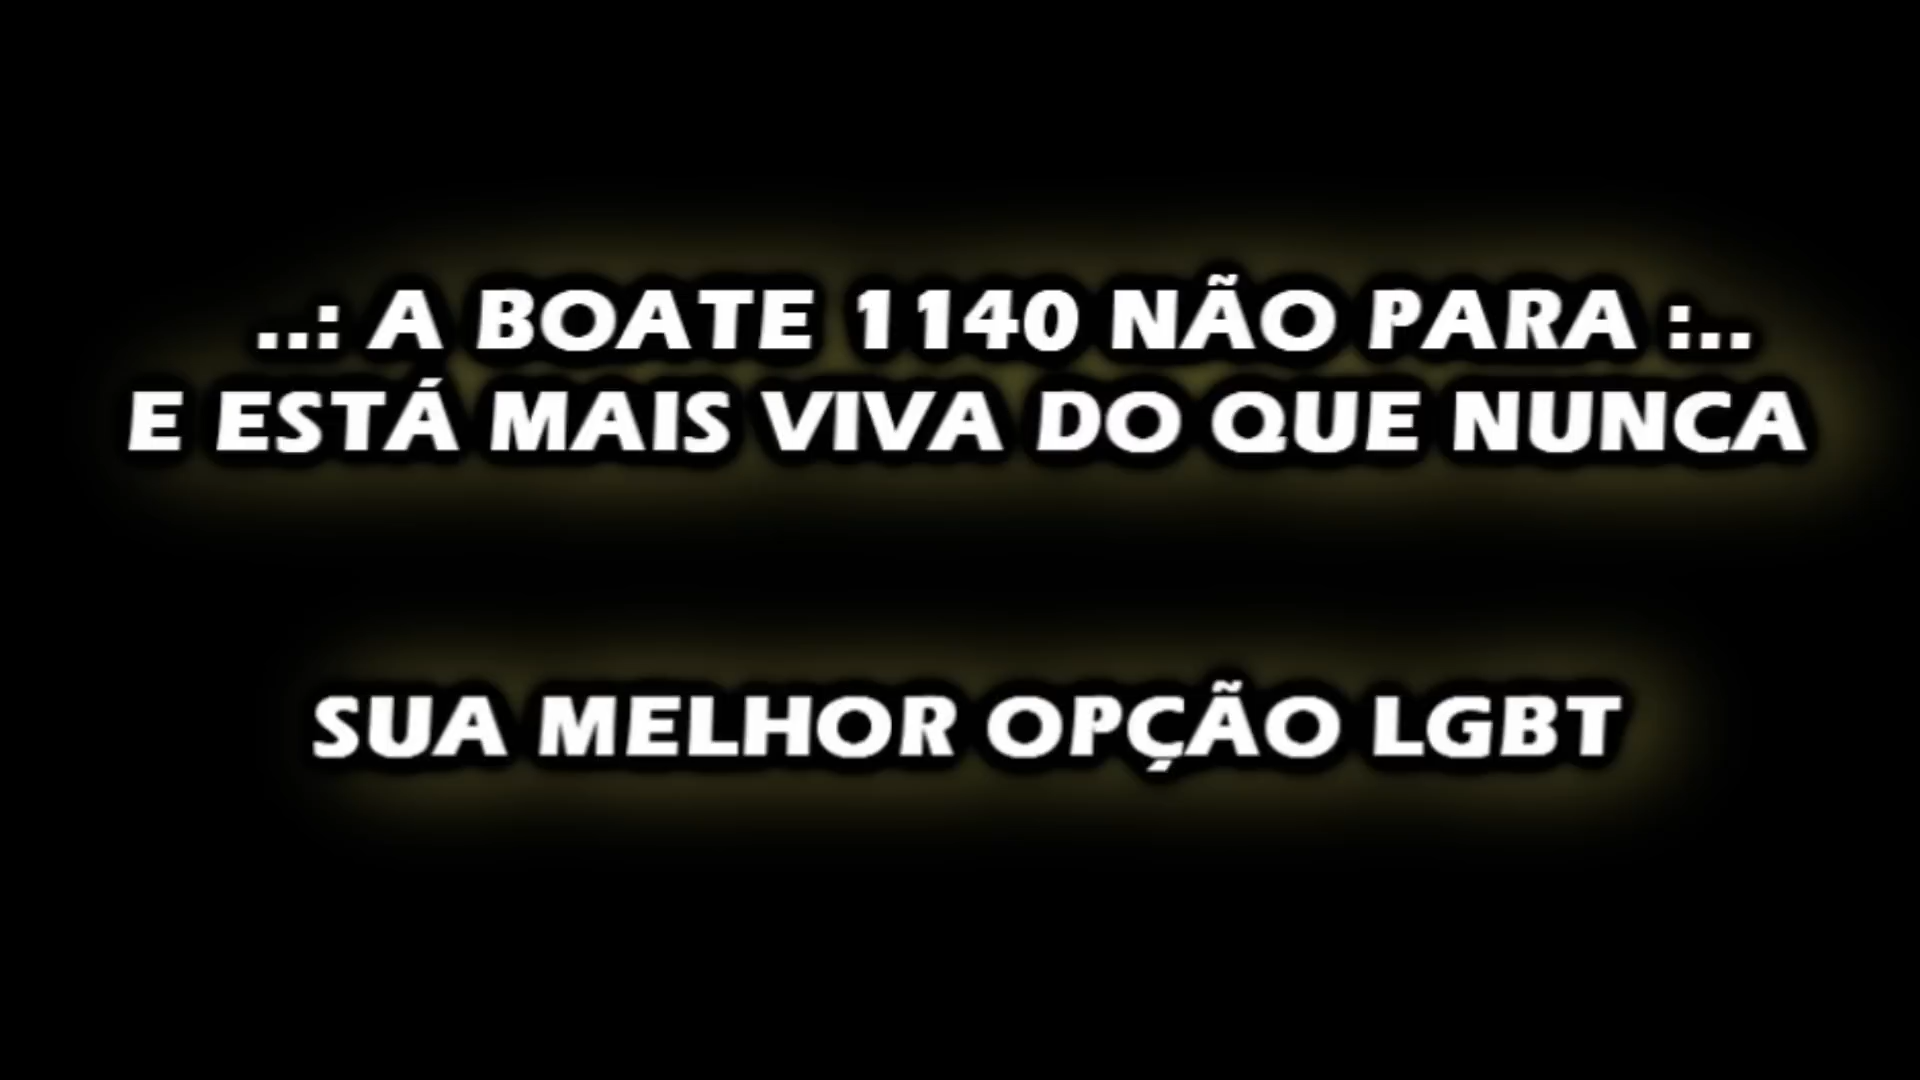 ..: A BOATE 1140 NÃO PARA :..
E ESTÁ MAIS VIVA DO QUE NUNCA
SUA MELHOR OPÇÃO LGBT